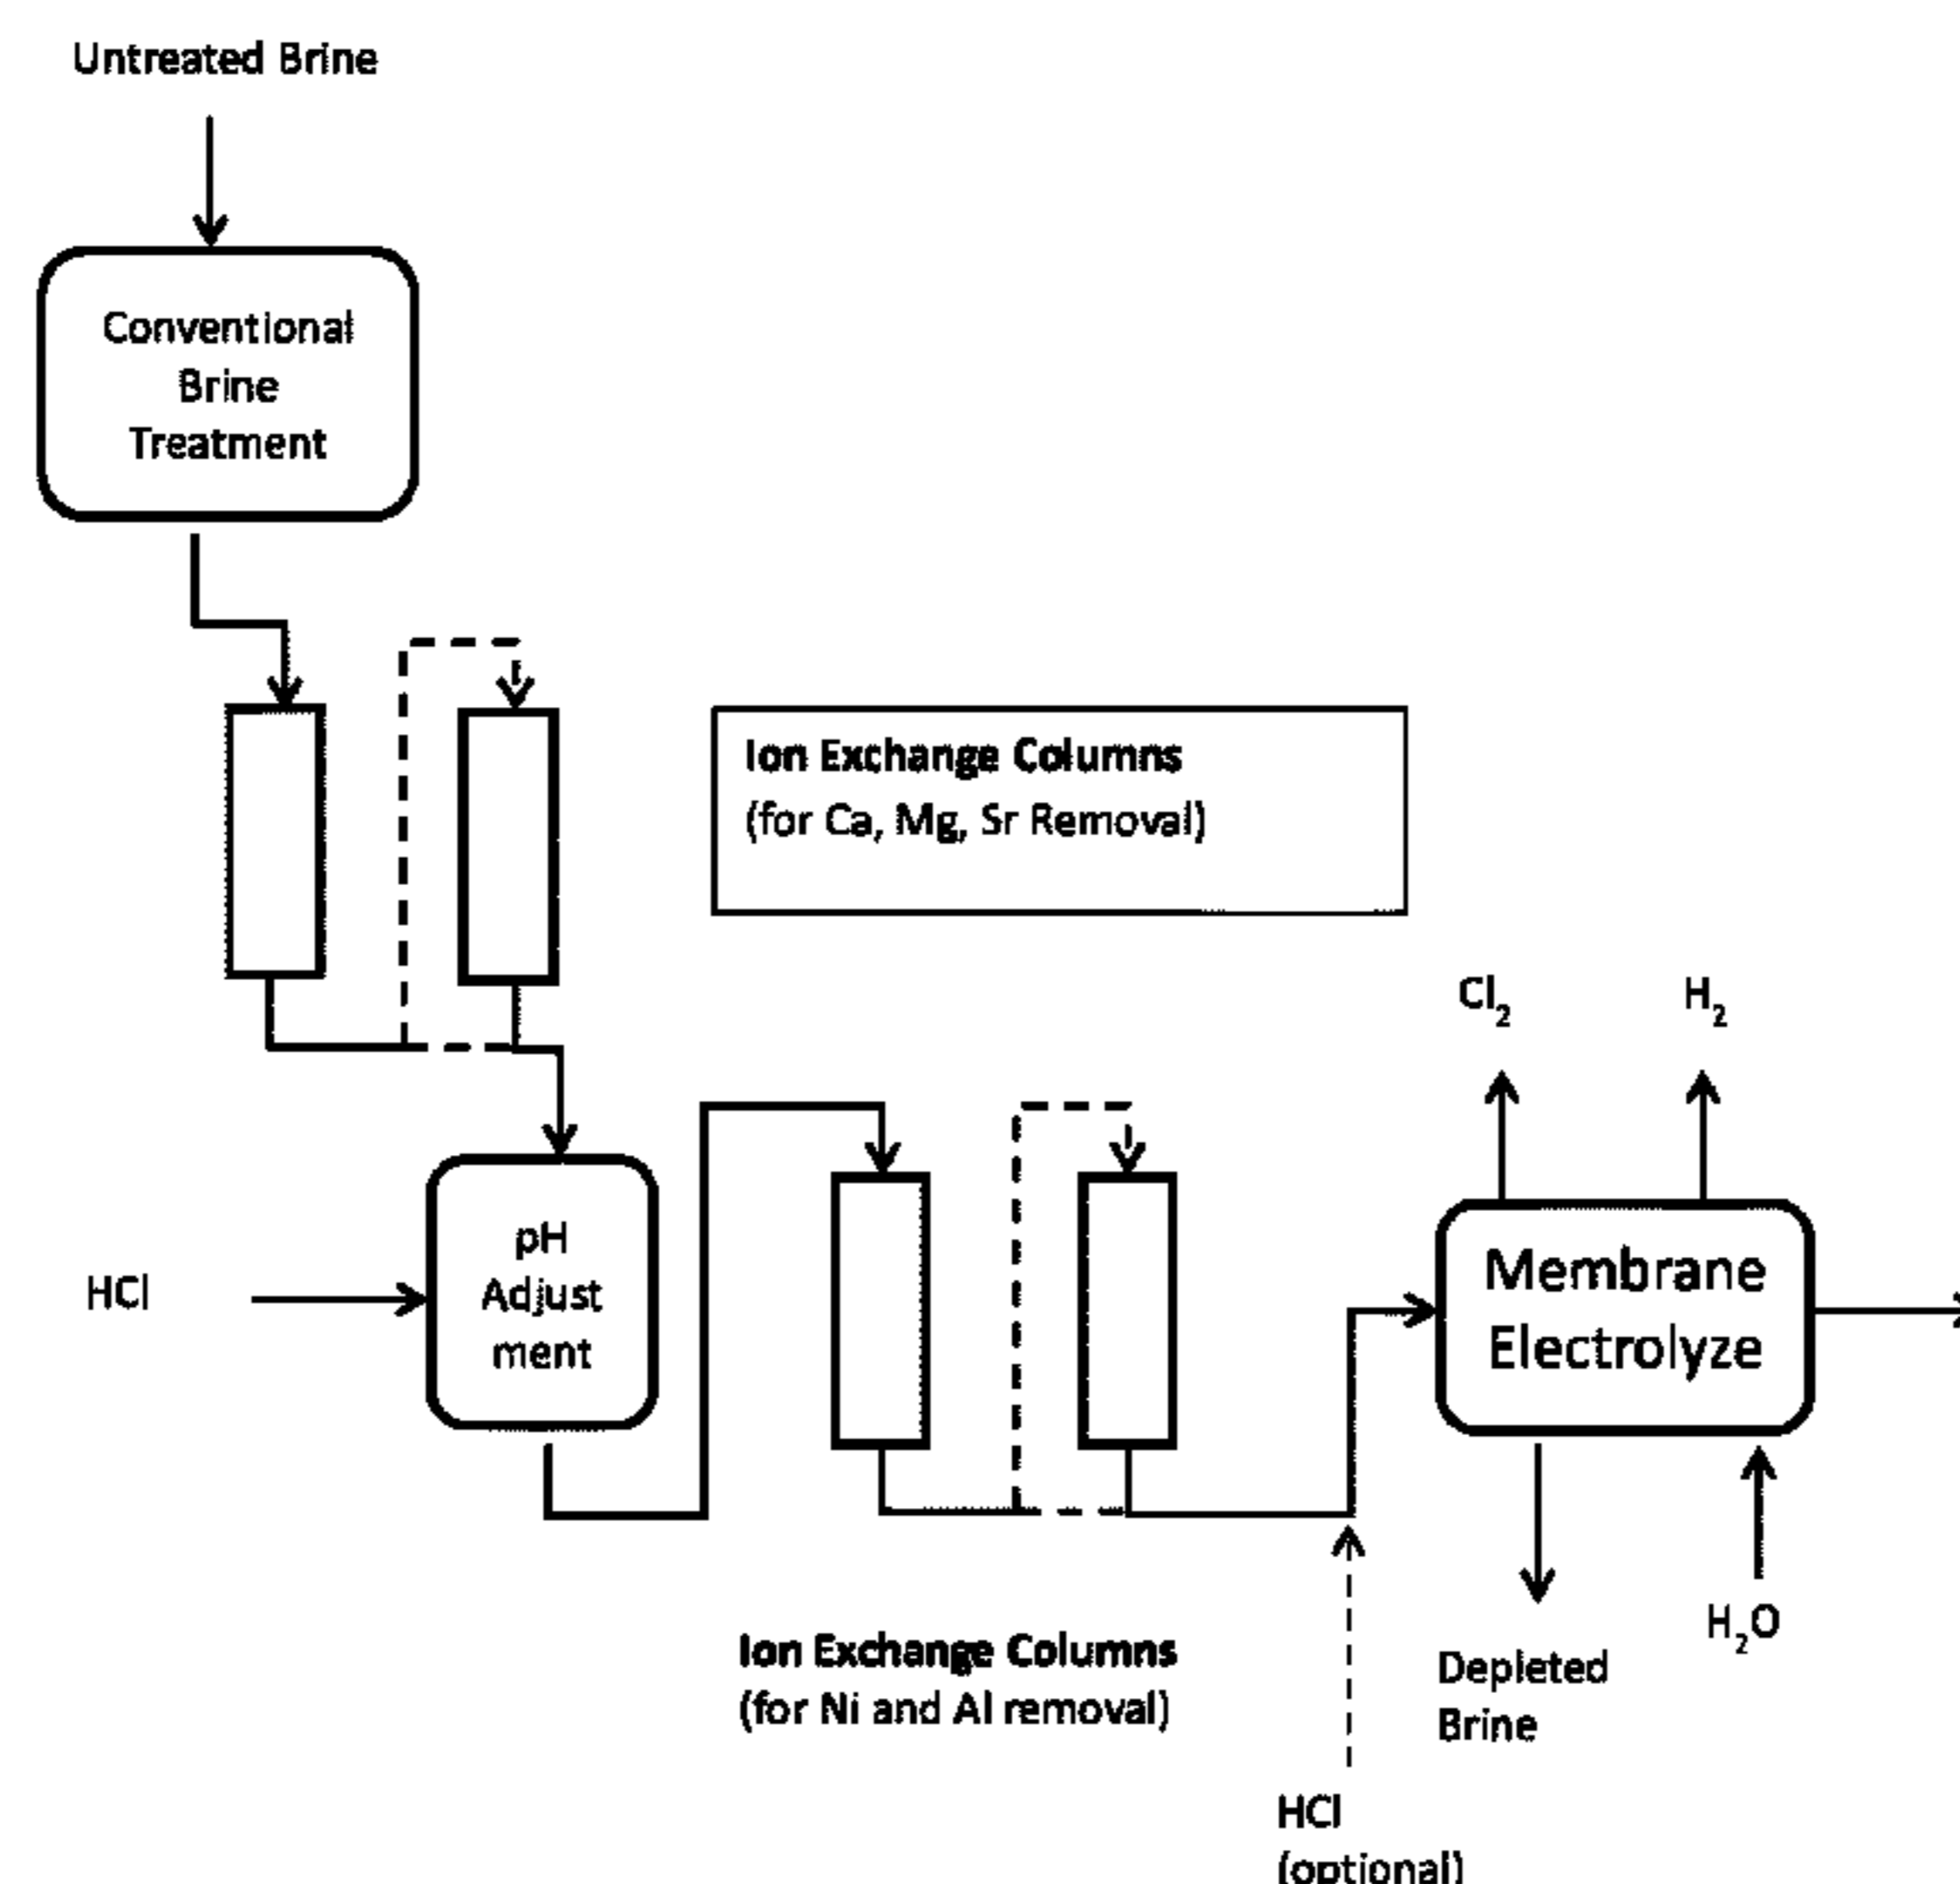 Untreated Brine
Conventional
Brine
Treatment
Ion Exchange Columns
(for Ca, Mg, Sr Removal)
Cl₂
H₂
HCl
pH
Adjust
ment
Membrane
Electrolyze
H₂O
Depleted
Brine
Ion Exchange Columns
(for Ni and Al removal)
HCl
(optional)